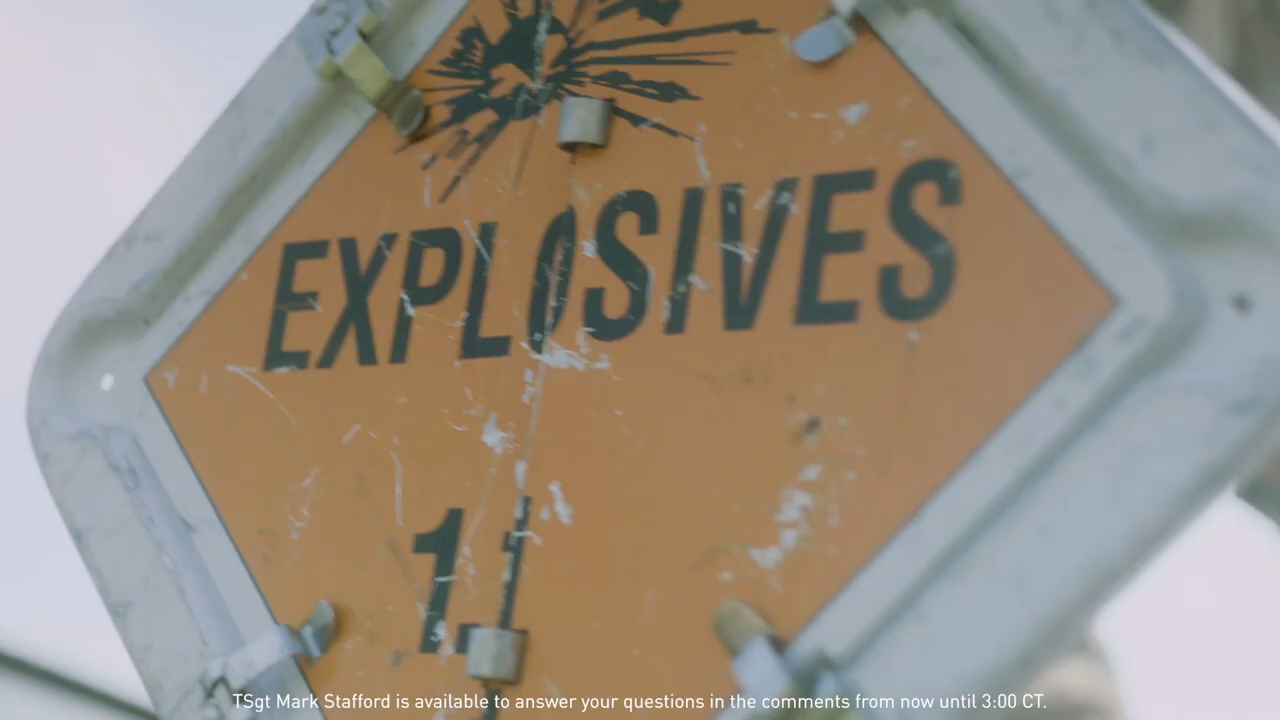 EXPLOSIVES
1.1
TSgt Mark Stafford is available to answer your questions in the comments from now until 3:00 CT.